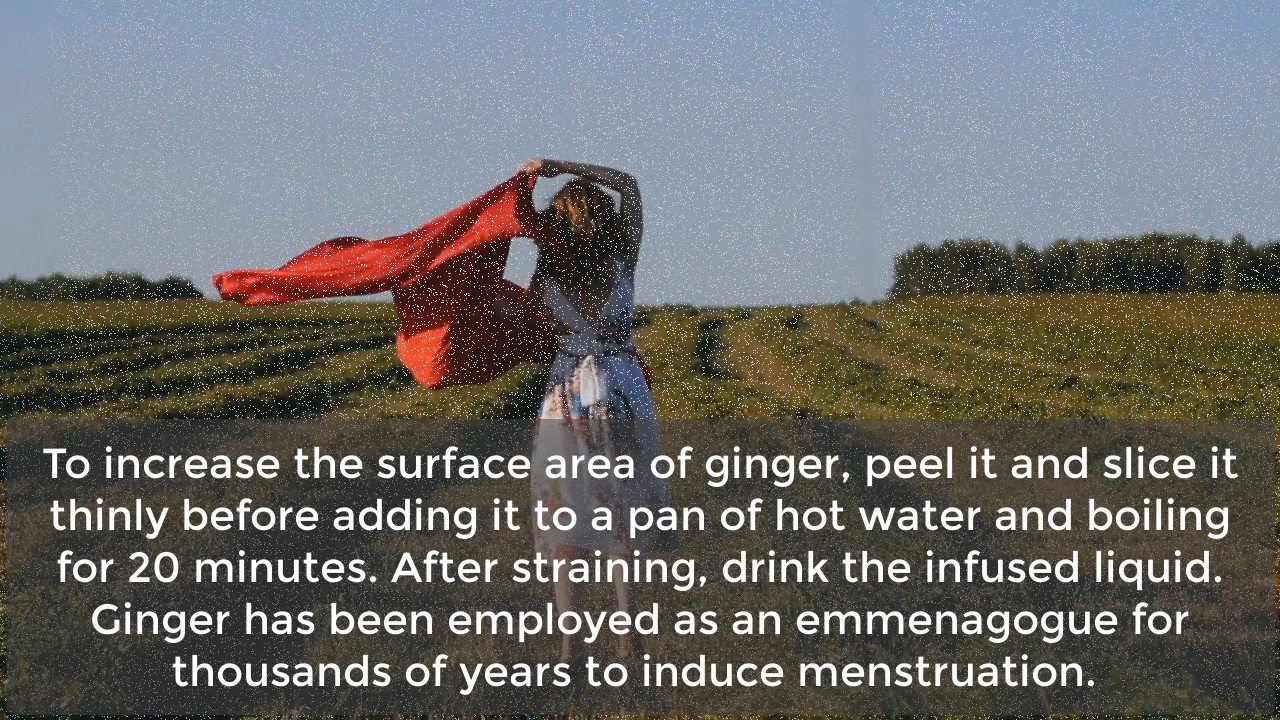 To increase the surface area of ginger, peel it and slice it
thinly before adding it to a pan of hot water and boiling
for 20 minutes. After straining, drink the infused liquid.
Ginger has been employed as an emmenagogue for
thousands of years to induce menstruation.